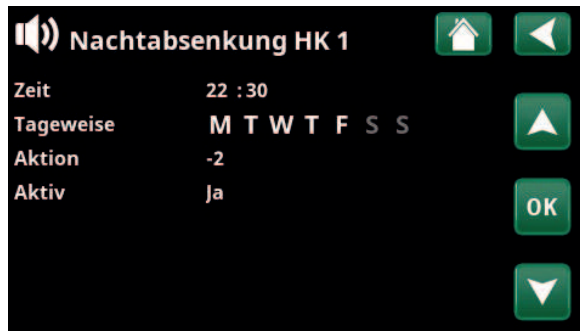 Nachtabsenkung HK 1
Zeit 22 :30
Tageweise M T W T F S S
Aktion -2
Aktiv Ja
OK